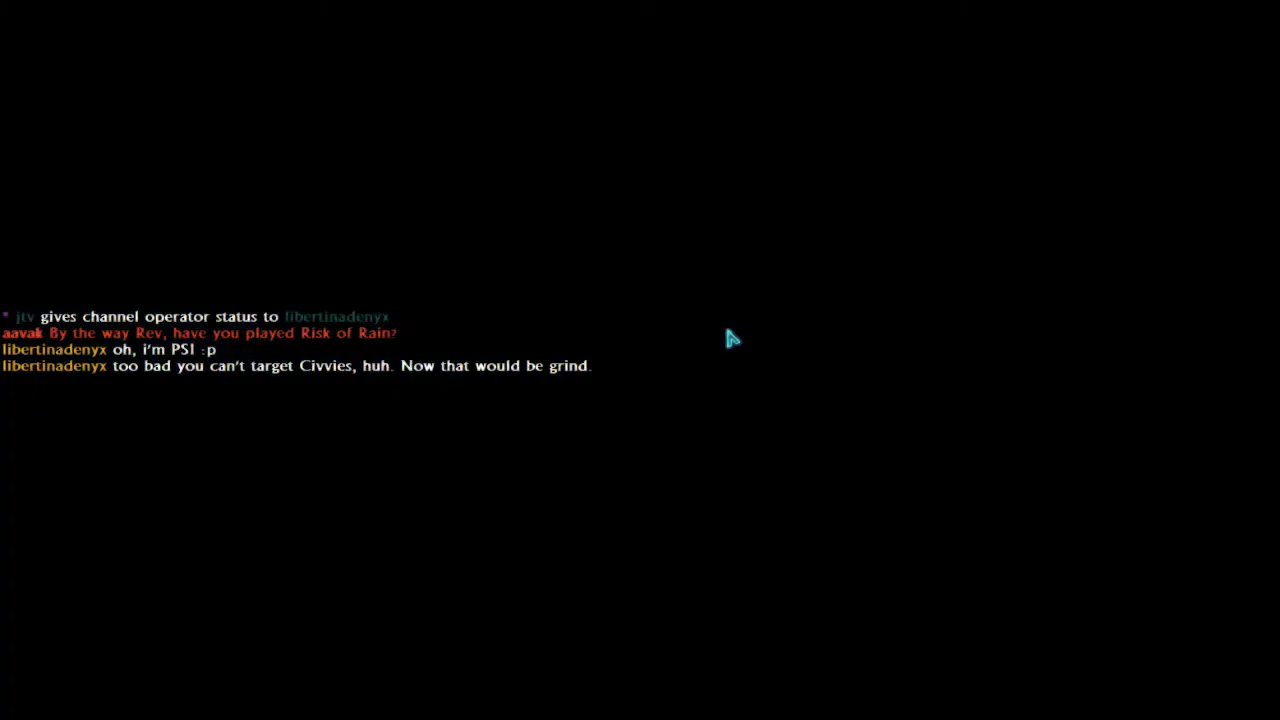 * jtv gives channel operator status to libertinadenyx
aavak By the way Rev, have you played Risk of Rain?
libertinadenyx oh, i'm PSI :p
libertinadenyx too bad you can't target Civvies, huh. Now that would be grind.